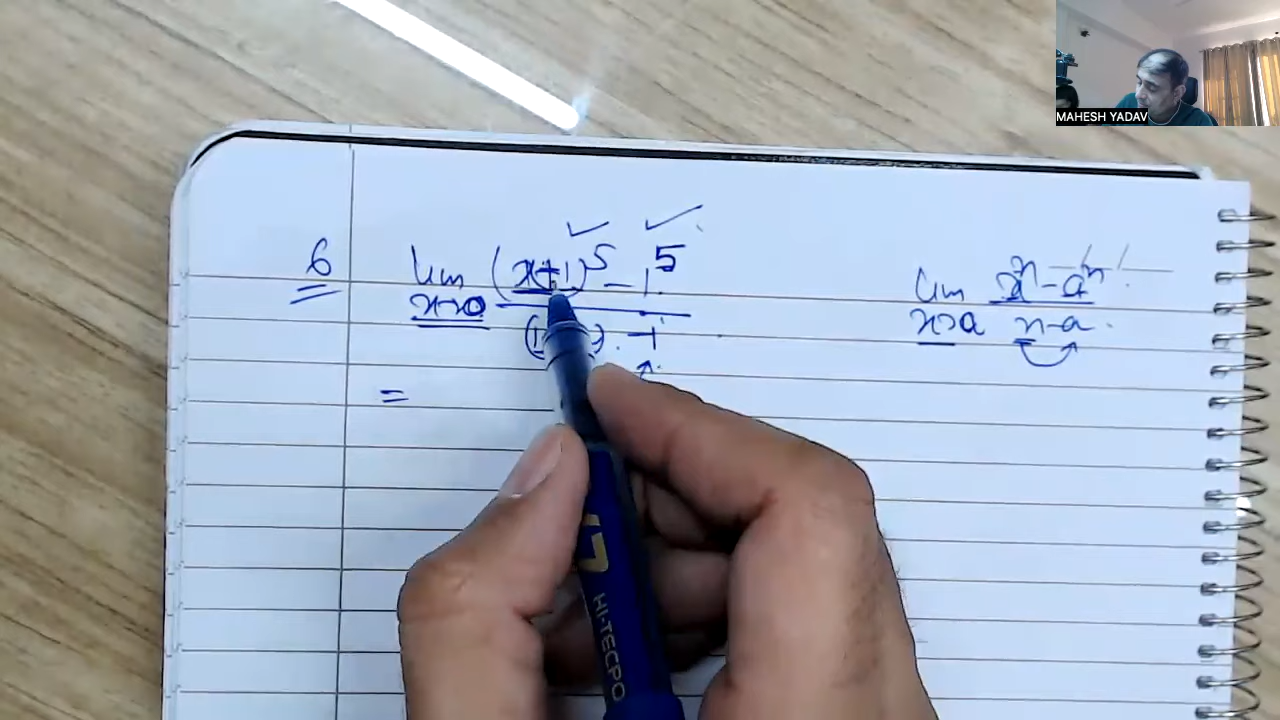 MAHESH YADAV
6
lim (x+1)^5 - 1^5
x→0 (1 ) - 1
=
lim x^n - a^n
x→a x-a
HI-TECPO